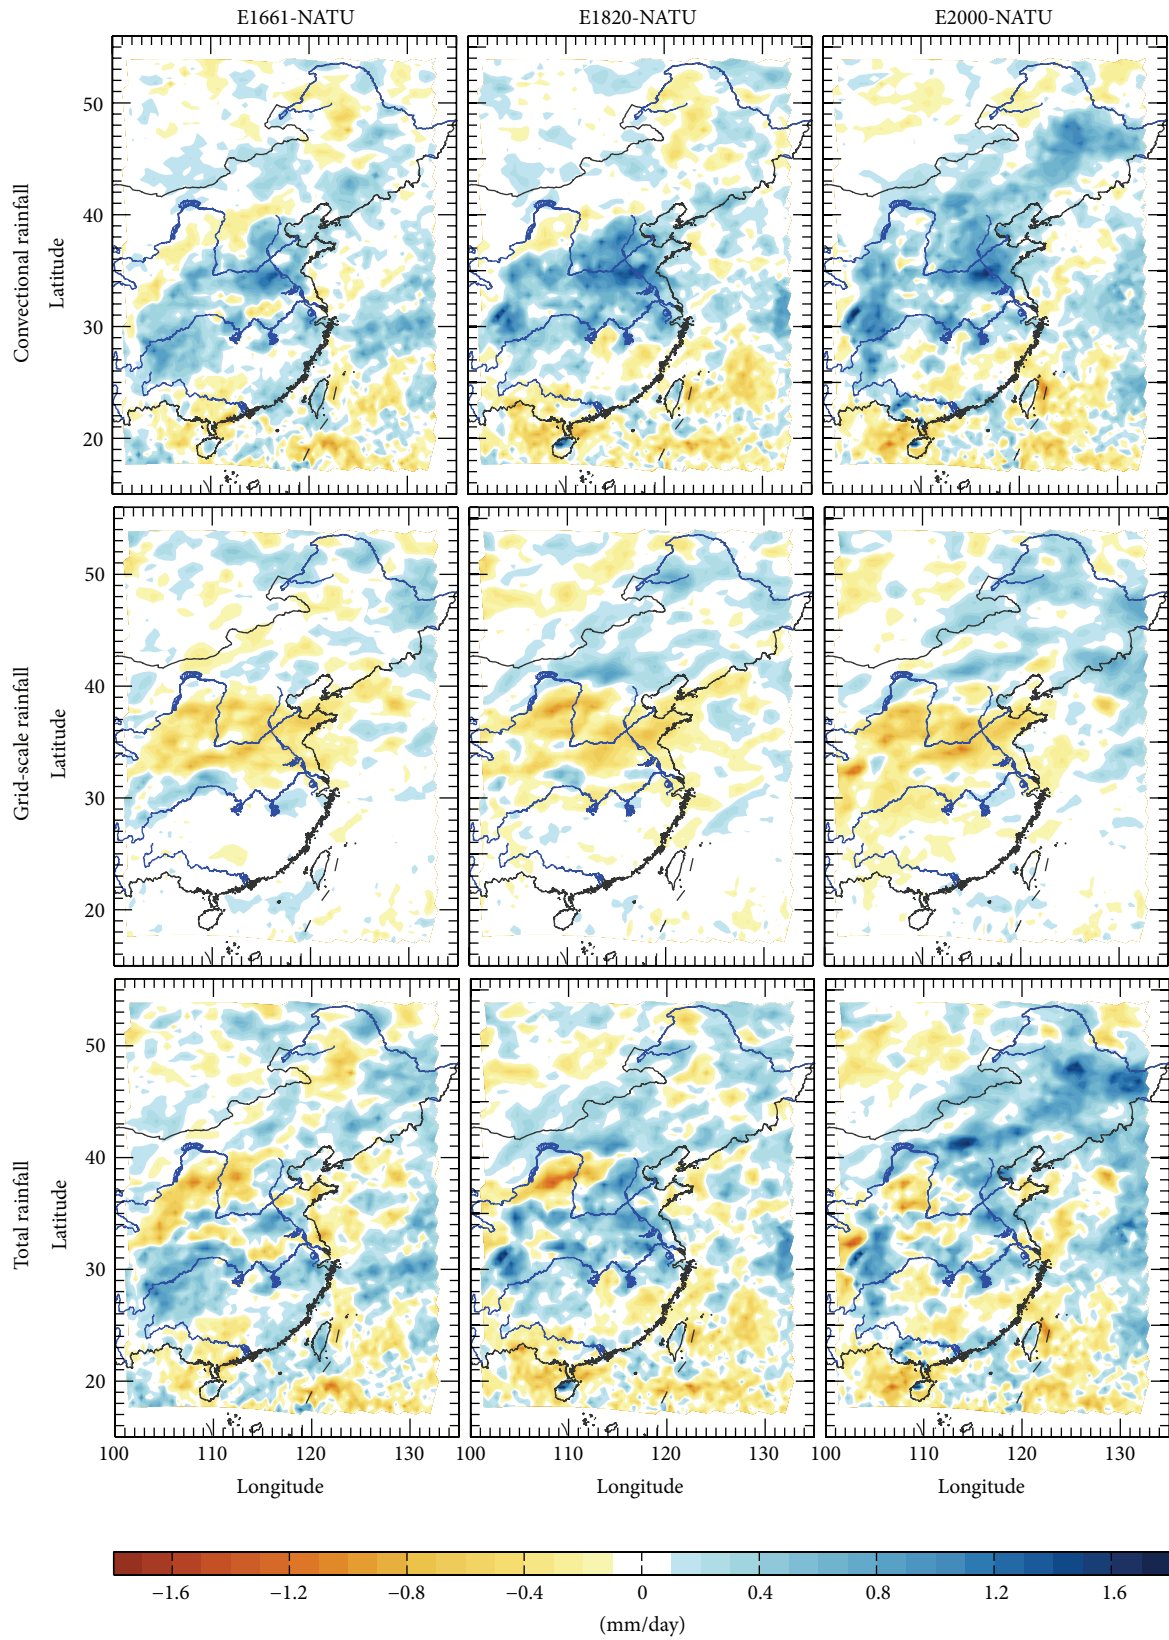 E1661-NATU E1820-NATU E2000-NATU
Convectional rainfall
Latitude
50
40
30
20
Grid-scale rainfall
Latitude
50
40
30
20
Total rainfall
Latitude
50
40
30
20
100 110 120 130 100 110 120 130 100 110 120 130
Longitude Longitude Longitude
−1.6 −1.2 −0.8 −0.4 0 0.4 0.8 1.2 1.6
(mm/day)